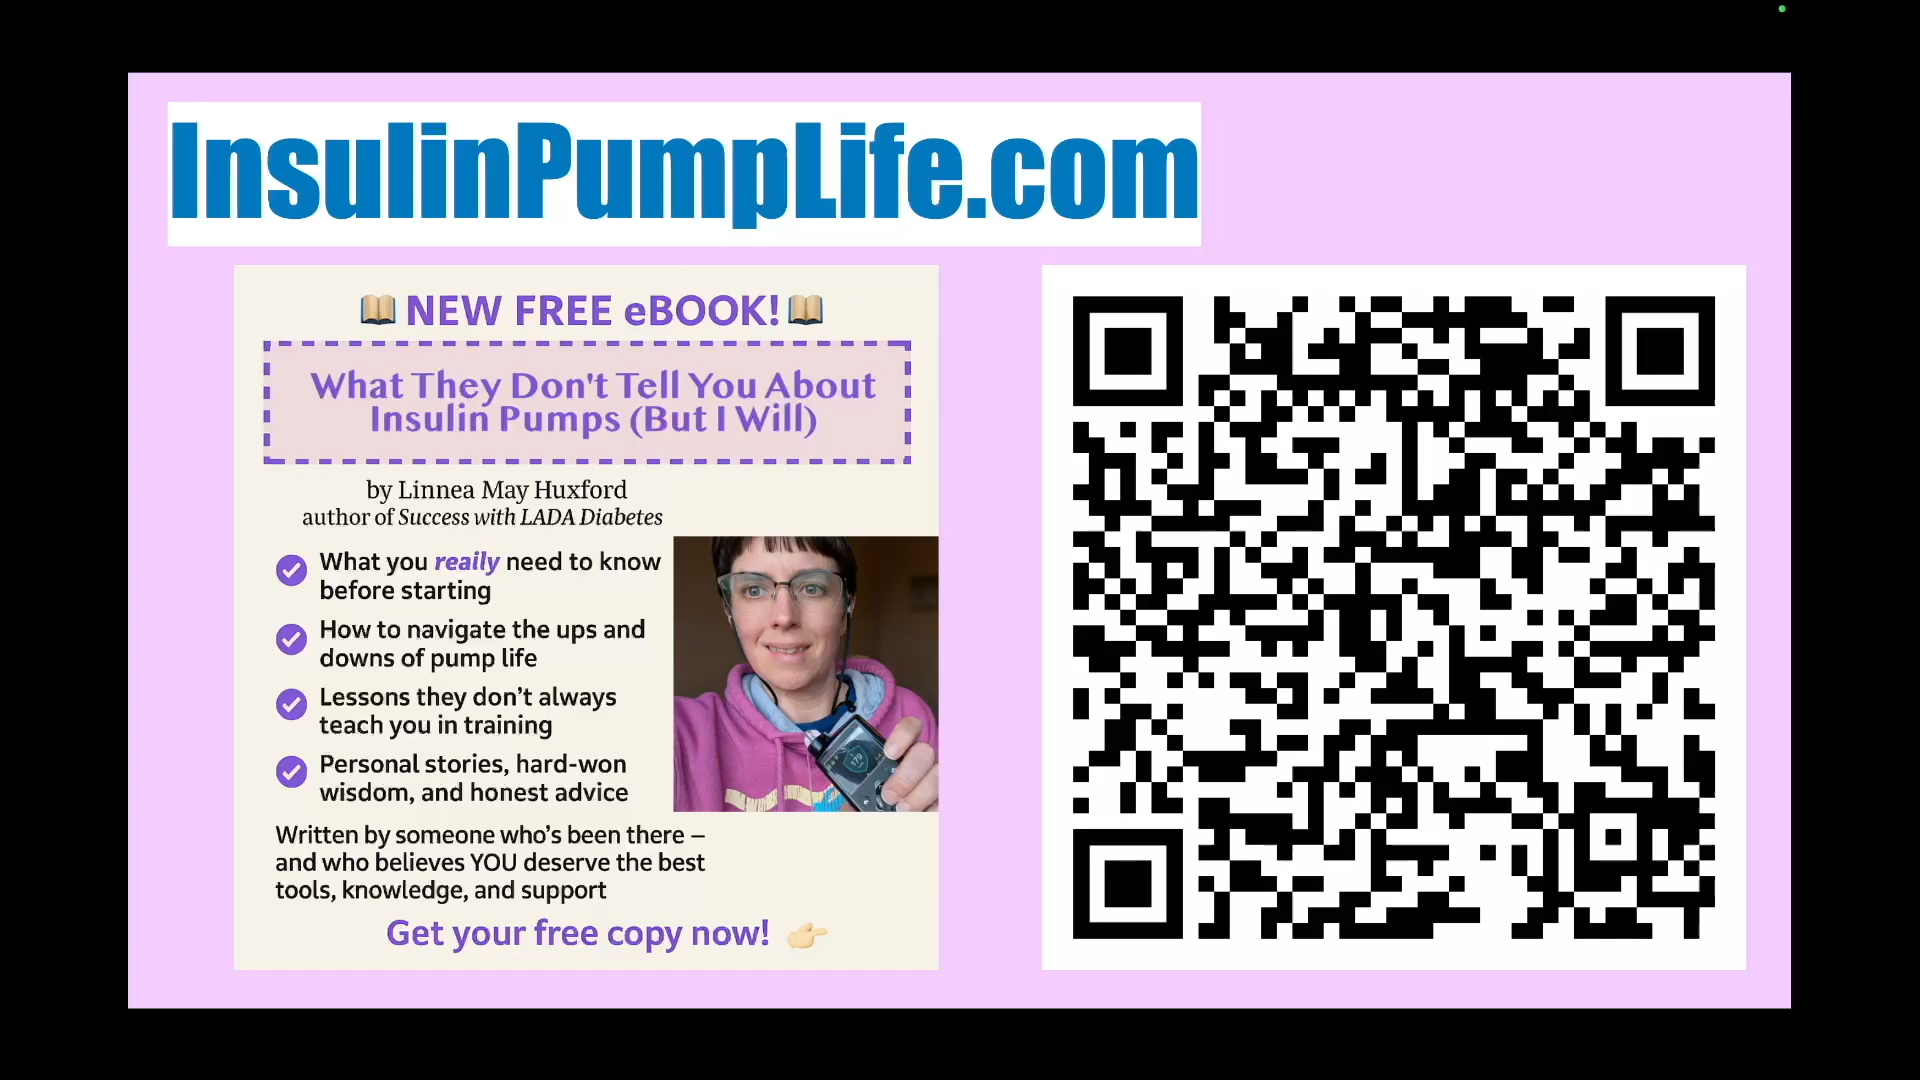 InsulinPumpLife.com
NEW FREE eBOOK!
What They Don't Tell You About
Insulin Pumps (But I Will)
by Linnea May Huxford
author of Success with LADA Diabetes
What you really need to know
before starting
How to navigate the ups and
downs of pump life
Lessons they don’t always
teach you in training
Personal stories, hard-won
wisdom, and honest advice
179
Written by someone who’s been there –
and who believes YOU deserve the best
tools, knowledge, and support
Get your free copy now!